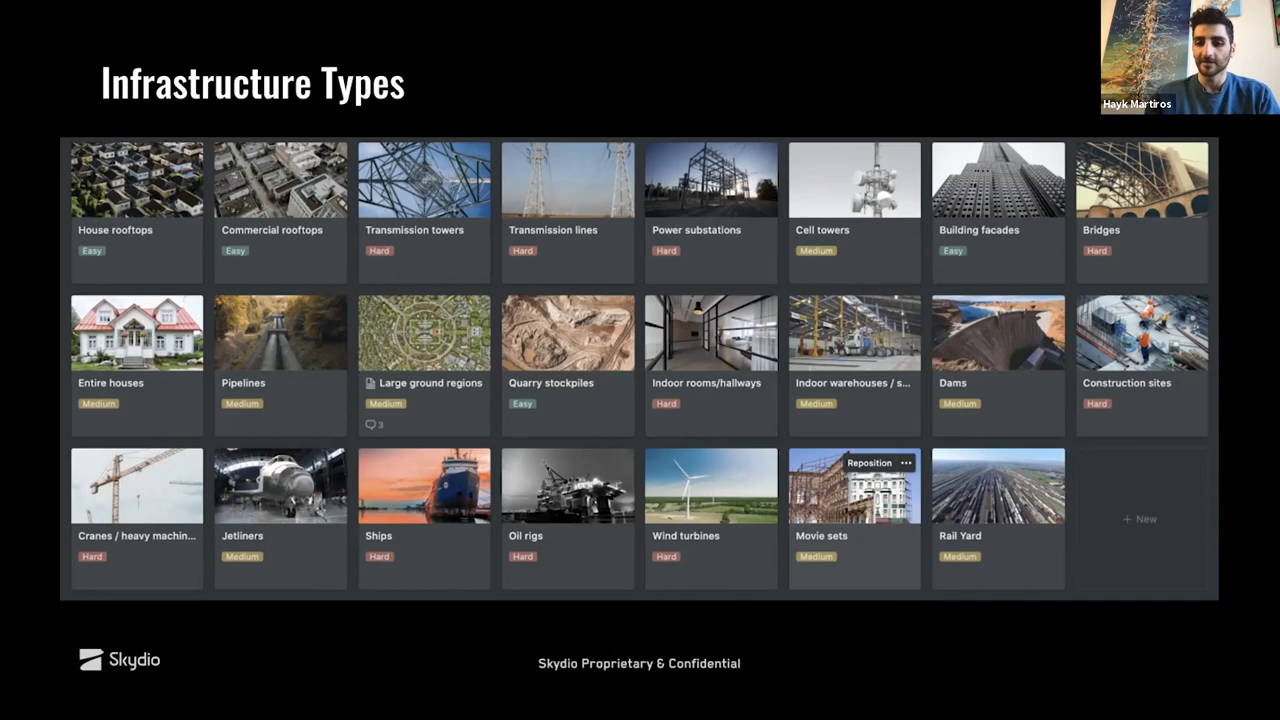 Infrastructure Types
Hayk Martiros
House rooftops
Easy
Commercial rooftops
Easy
Transmission towers
Hard
Transmission lines
Hard
Power substations
Hard
Cell towers
Medium
Building facades
Easy
Bridges
Hard
Entire houses
Medium
Pipelines
Medium
Large ground regions
Medium
3
Quarry stockpiles
Easy
Indoor rooms/hallways
Hard
Indoor warehouses / s...
Medium
Dams
Medium
Construction sites
Hard
Cranes / heavy machin...
Hard
Jetliners
Medium
Ships
Hard
Oil rigs
Hard
Wind turbines
Hard
Reposition ...
Movie sets
Medium
Rail Yard
Medium
+ New
Skydio
Skydio Proprietary & Confidential